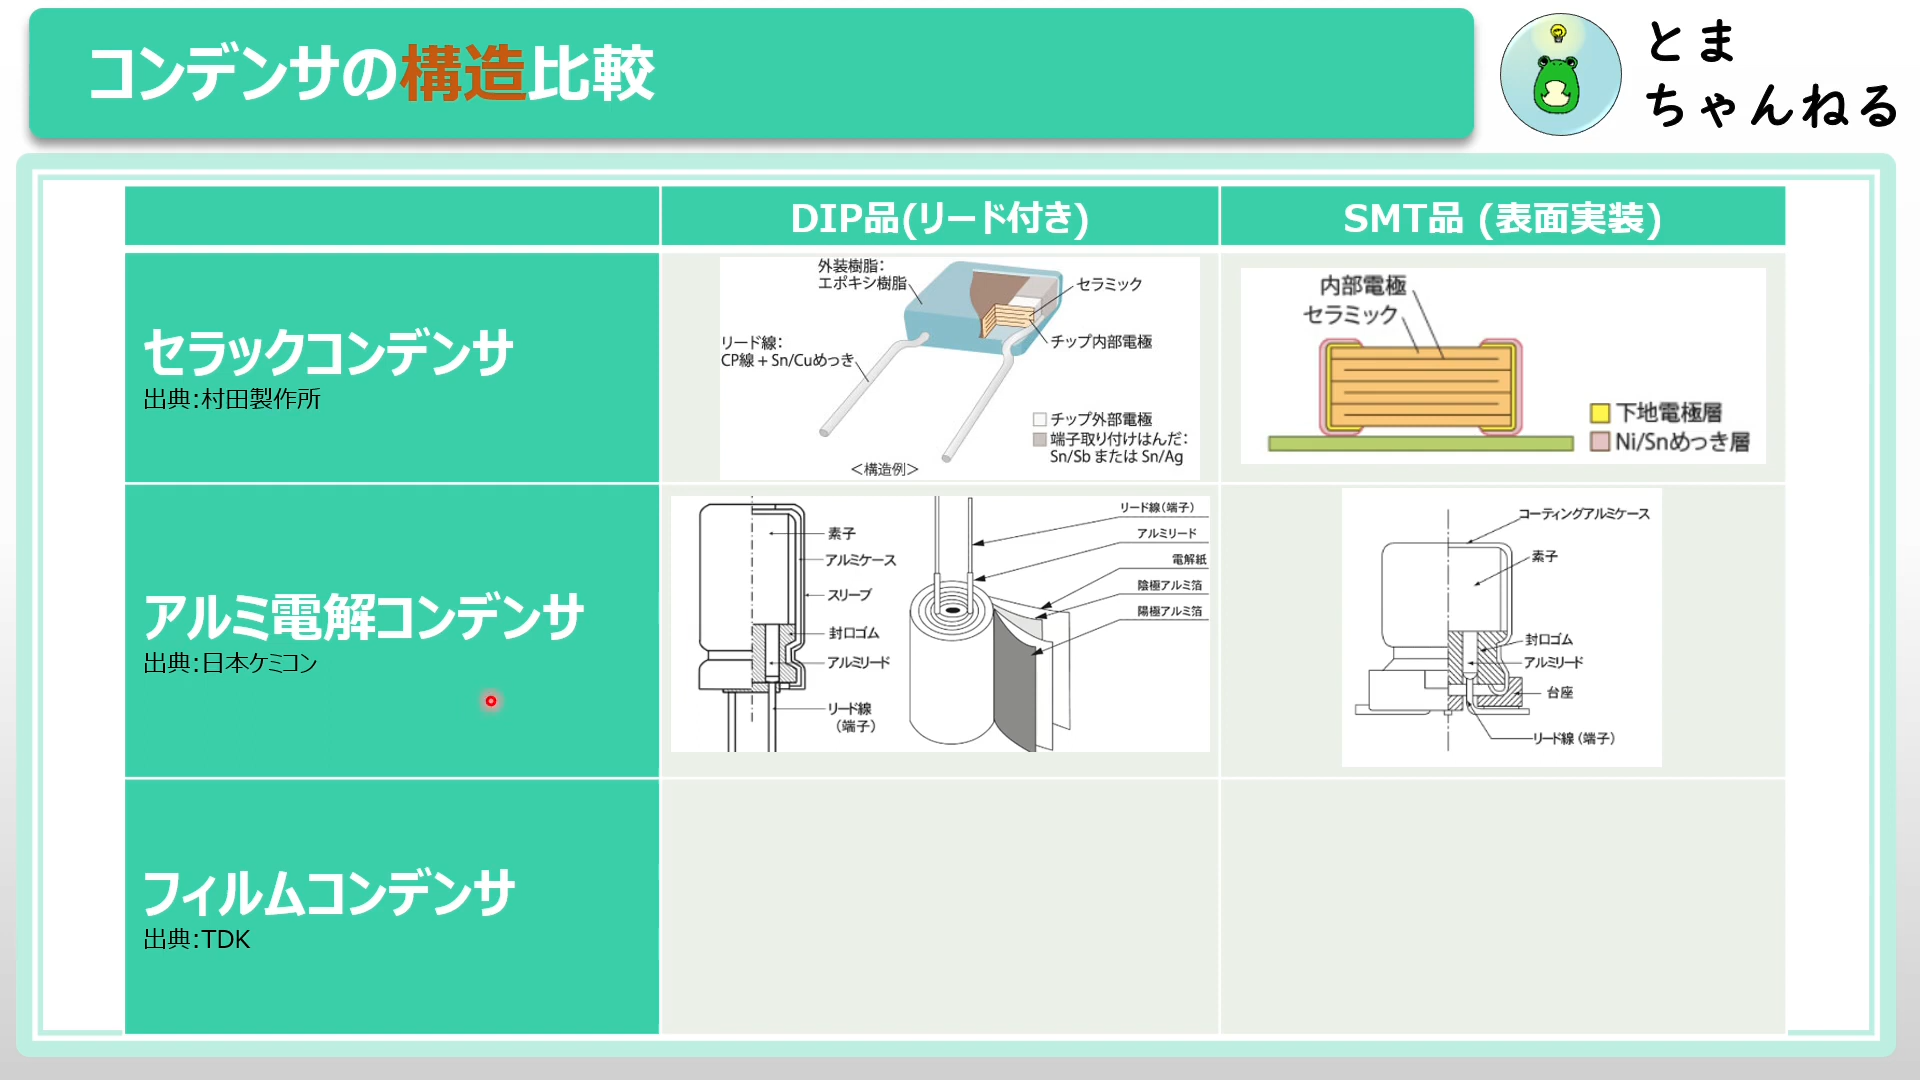 コンデンサの構造比較
とま
ちゃんねる
DIP品(リード付き)
SMT品 (表面実装)
セラックコンデンサ
出典:村田製作所
外装樹脂:
エポキシ樹脂
セラミック
リード線:
CP線+Sn/Cuめっき
チップ内部電極
チップ外部電極
端子取り付けはんだ:
Sn/Sb または Sn/Ag
<構造例>
内部電極
セラミック
下地電極層
Ni/Snめっき層
アルミ電解コンデンサ
出典:日本ケミコン
素子
アルミケース
スリーブ
封口ゴム
アルミリード
リード線
(端子)
リード線(端子)
アルミリード
電解紙
陰極アルミ箔
陽極アルミ箔
コーティングアルミケース
素子
封口ゴム
アルミリード
台座
リード線(端子)
フィルムコンデンサ
出典:TDK